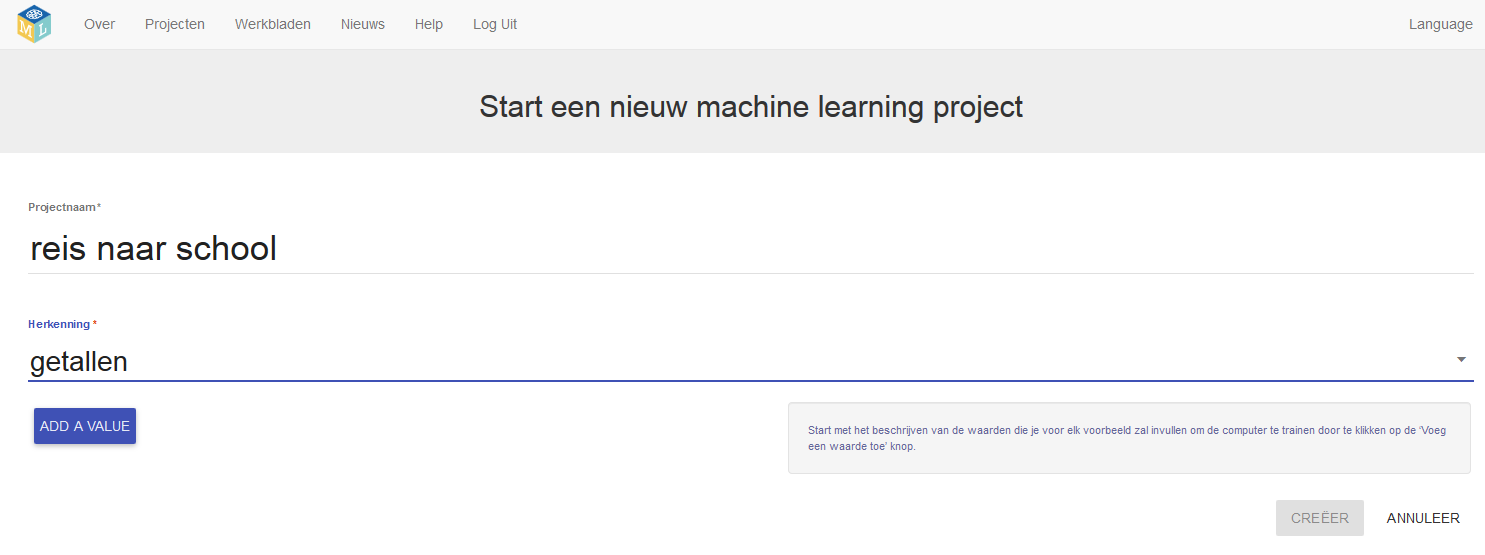 M L
Over Projecten Werkbladen Nieuws Help Log Uit Language
Start een nieuw machine learning project
Projectnaam*
reis naar school
Herkenning *
getallen
ADD A VALUE
Start met het beschrijven van de waarden die je voor elk voorbeeld zal invullen om de computer te trainen door te klikken op de ‘Voeg
een waarde toe’ knop.
CREËER ANNULEER